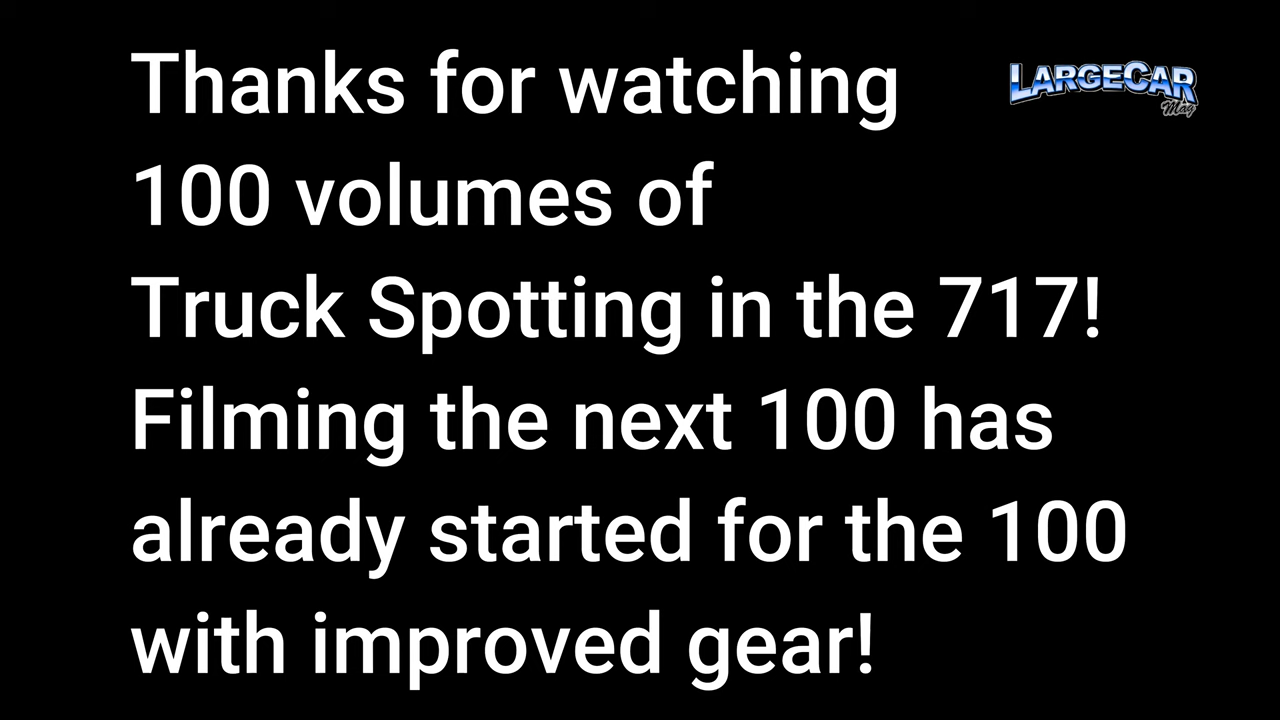 Thanks for watching
LARGECAR
Mag
100 volumes of
Truck Spotting in the 717!
Filming the next 100 has
already started for the 100
with improved gear!